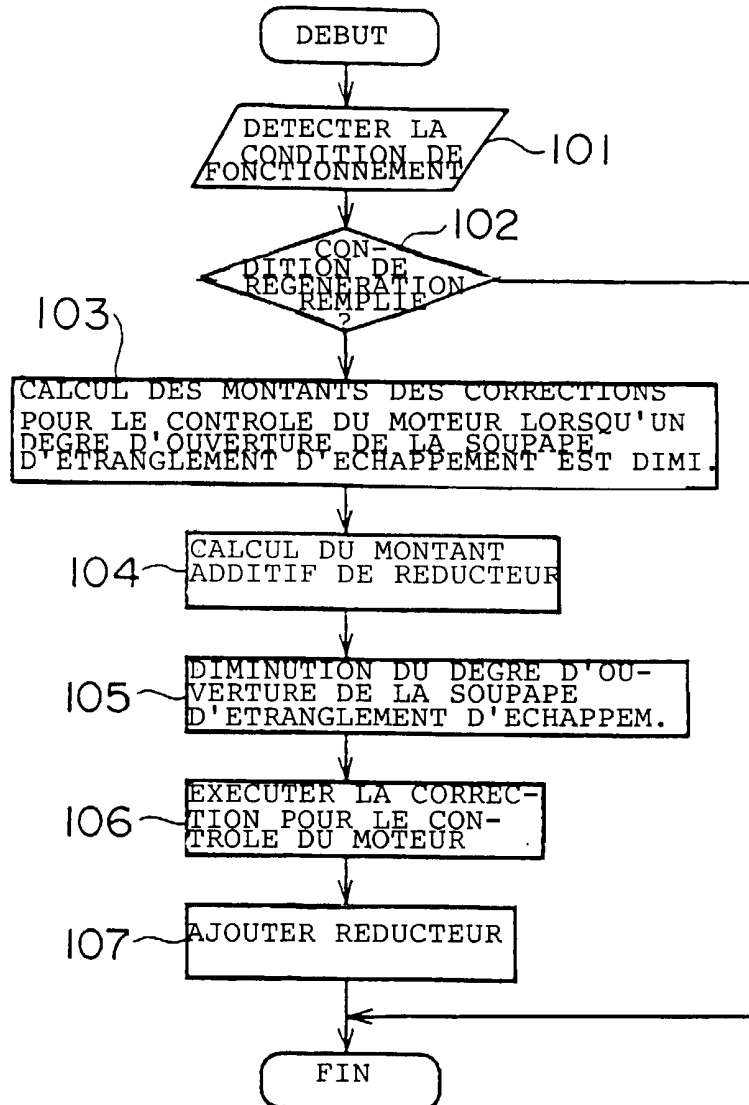 DEBUT
DETECTER LA
CONDITION DE
FONCTIONNEMENT
101
102
CON-
DITION DE
REGENERATION
REMPLIE
?
103
CALCUL DES MONTANTS DES CORRECTIONS
POUR LE CONTROLE DU MOTEUR LORSQU'UN
DEGRE D'OUVERTURE DE LA SOUPAPE
D'ETRANGLEMENT D'ECHAPPEMENT EST DIMI.
104
CALCUL DU MONTANT
ADDITIF DE REDUCTEUR
105
DIMINUTION DU DEGRE D'OU-
VERTURE DE LA SOUPAPE
D'ETRANGLEMENT D'ECHAPPEM.
106
EXECUTER LA CORREC-
TION POUR LE CON-
TROLE DU MOTEUR
107
AJOUTER REDUCTEUR
FIN